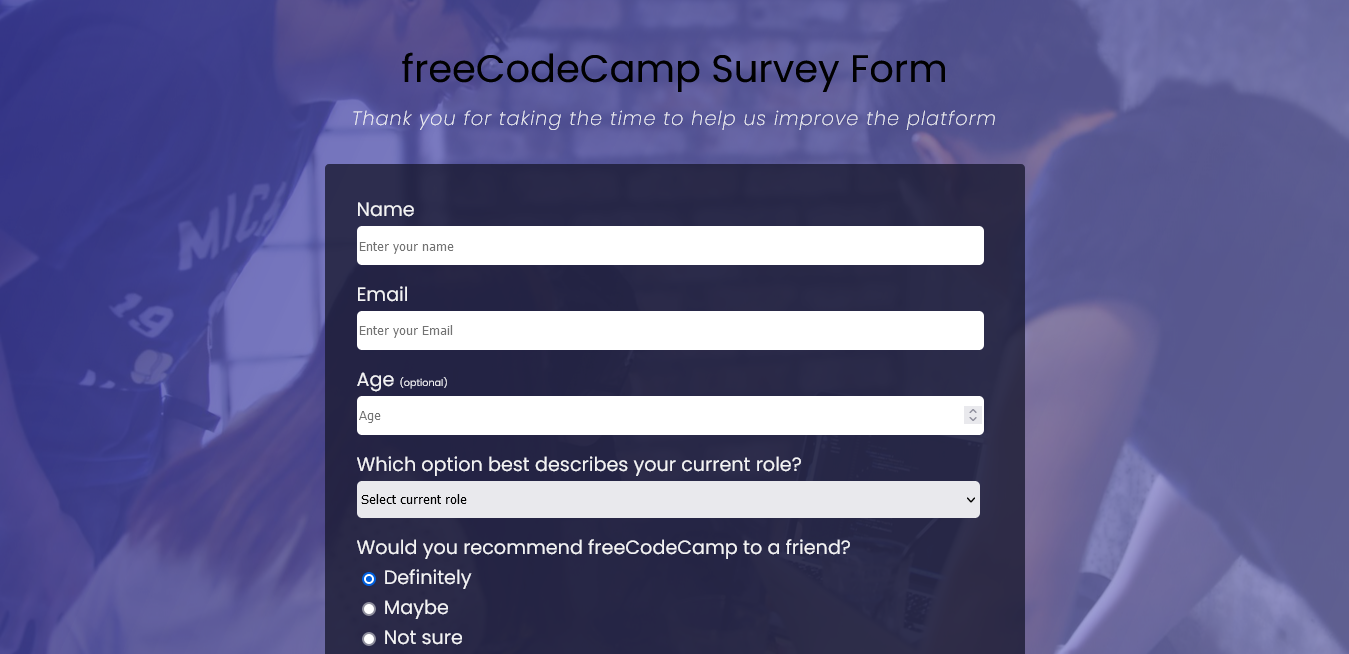 freeCodeCamp Survey Form
Thank you for taking the time to help us improve the platform
Name
Enter your name
Email
Enter your Email
Age (optional)
Age
Which option best describes your current role?
Select current role
Would you recommend freeCodeCamp to a friend?
Definitely
Maybe
Not sure
MICH
19